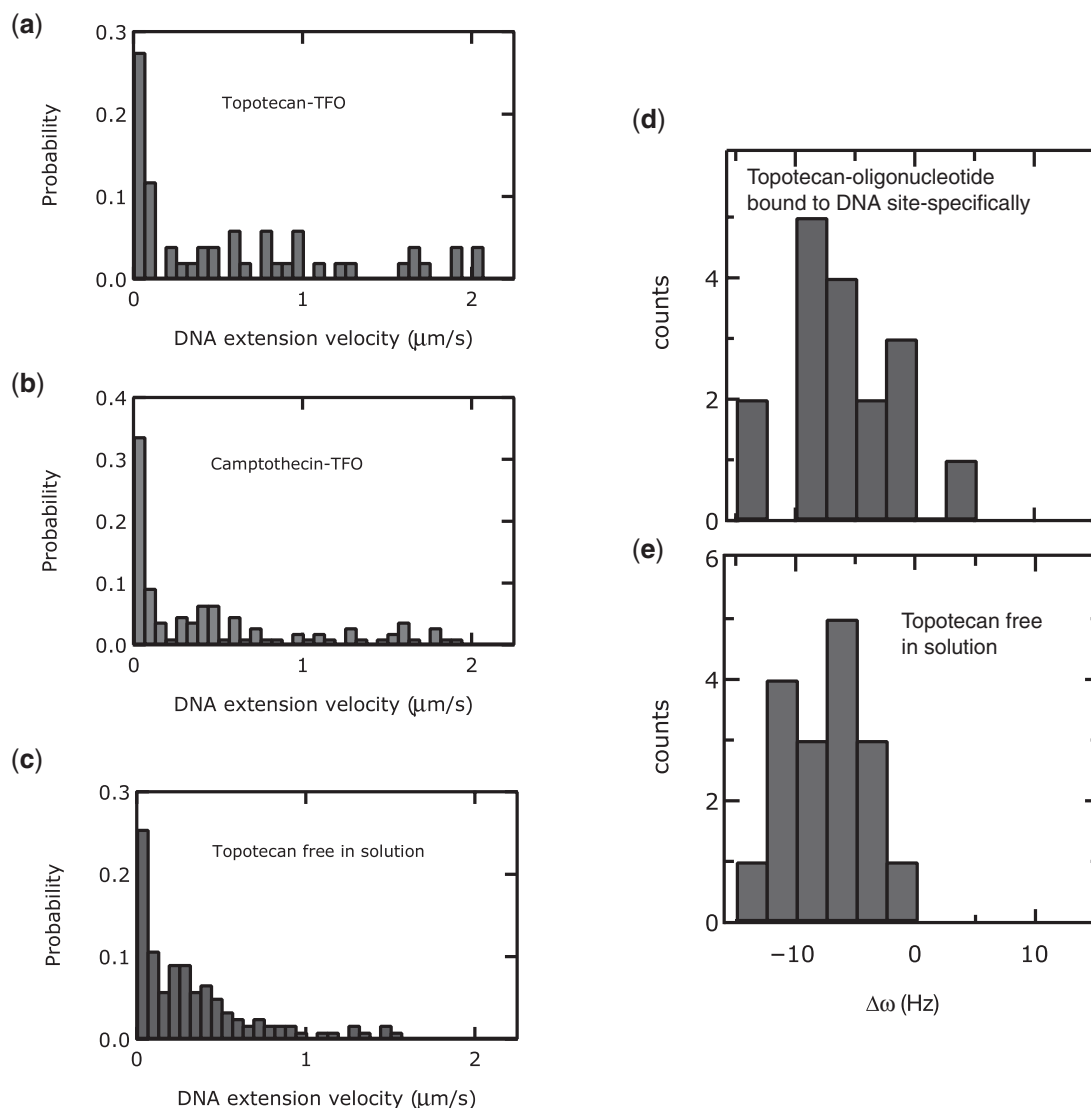 (a)
0.3
0.2
0.1
0.0
Probability
Topotecan-TFO
0 1 2
DNA extension velocity (μm/s)
(b)
0.4
0.3
0.2
0.1
0.0
Probability
Camptothecin-TFO
0 1 2
DNA extension velocity (μm/s)
(c)
0.3
0.2
0.1
0.0
Probability
Topotecan free in solution
0 1 2
DNA extension velocity (μm/s)
(d)
Topotecan-oligonucleotide
bound to DNA site-specifically
4
2
0
counts
(e)
6
4
2
0
counts
Topotecan free
in solution
−10 0 10
Δω (Hz)